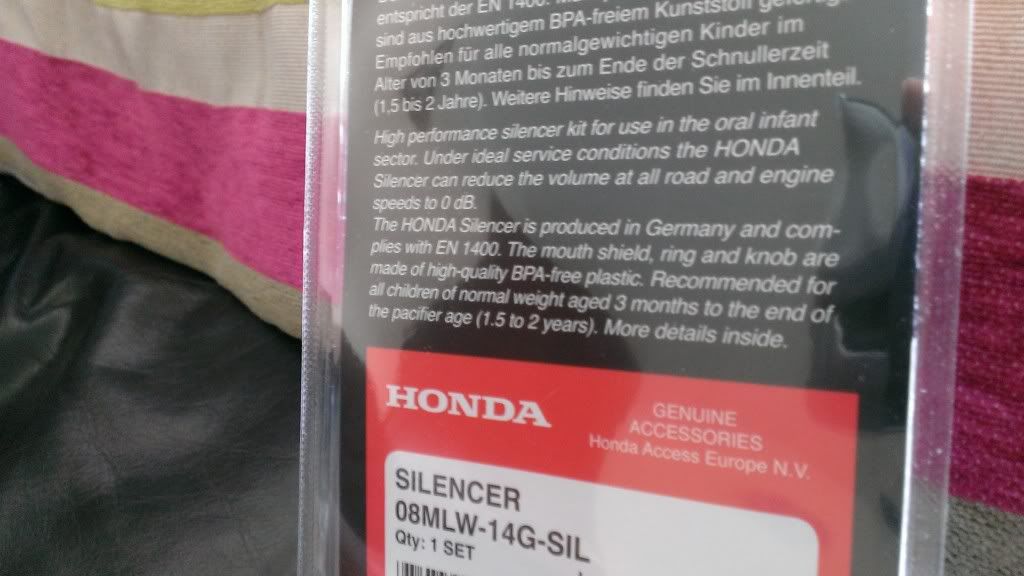 entspricht der EN 1400.
sind aus hochwertigem BPA-freiem Kunststoff
Empfohlen für alle normalgewichtigen Kinder im
Alter von 3 Monaten bis zum Ende der Schnullerzeit
(1,5 bis 2 Jahre). Weitere Hinweise finden Sie im Innenteil.
High performance silencer kit for use in the oral infant
sector. Under ideal service conditions the HONDA
Silencer can reduce the volume at all road and engine
speeds to 0 dB.
The HONDA Silencer is produced in Germany and com-
plies with EN 1400. The mouth shield, ring and knob are
made of high-quality BPA-free plastic. Recommended for
all children of normal weight aged 3 months to the end of
the pacifier age (1.5 to 2 years). More details inside.
HONDA
GENUINE
ACCESSORIES
Honda Access Europe N.V.
SILENCER
08MLW-14G-SIL
Qty: 1 SET